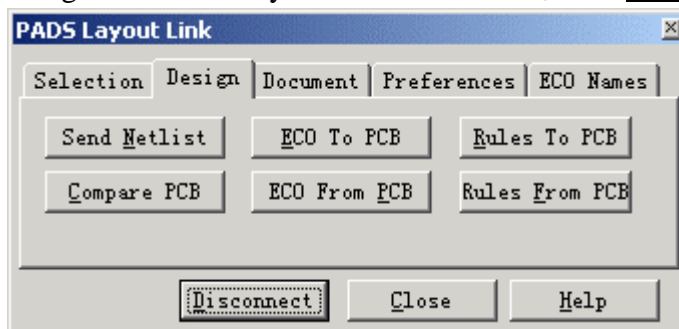 PADS Layout Link
Selection Design Document Preferences ECO Names
Send Netlist ECO To PCB Rules To PCB
Compare PCB ECO From PCB Rules From PCB
Disconnect Close Help